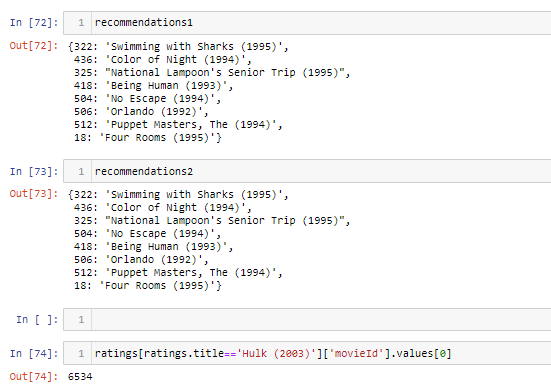 In [72]: 1 recommendations1
Out[72]: {322: 'Swimming with Sharks (1995)',
436: 'Color of Night (1994)',
325: "National Lampoon's Senior Trip (1995)",
418: 'Being Human (1993)',
504: 'No Escape (1994)',
506: 'Orlando (1992)',
512: 'Puppet Masters, The (1994)',
18: 'Four Rooms (1995)'}
In [73]: 1 recommendations2
Out[73]: {322: 'Swimming with Sharks (1995)',
436: 'Color of Night (1994)',
325: "National Lampoon's Senior Trip (1995)",
504: 'No Escape (1994)',
418: 'Being Human (1993)',
506: 'Orlando (1992)',
512: 'Puppet Masters, The (1994)',
18: 'Four Rooms (1995)'}
In [ ]: 1
In [74]: 1 ratings[ratings.title=='Hulk (2003)']['movieId'].values[0]
Out[74]: 6534